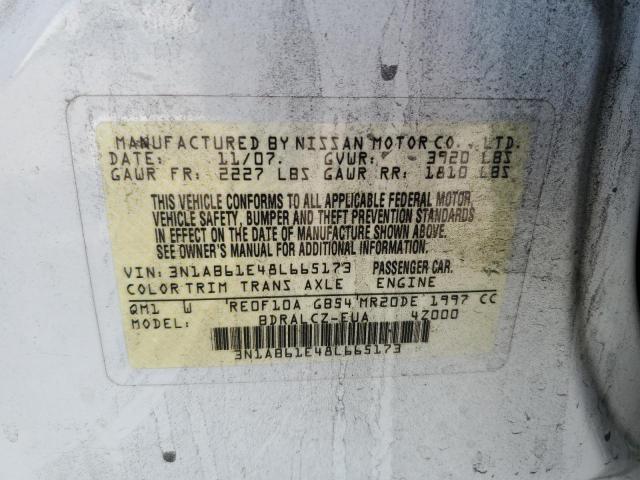 MANUFACTURED BY NISSAN MOTOR CO., LTD.
DATE: 11/07. GVWR: 3920 LBS
GAWR FR: 2227 LBS GAWR RR: 1810 LBS
THIS VEHICLE CONFORMS TO ALL APPLICABLE FEDERAL MOTOR
VEHICLE SAFETY, BUMPER AND THEFT PREVENTION STANDARDS
IN EFFECT ON THE DATE OF MANUFACTURE SHOWN ABOVE.
SEE OWNER'S MANUAL FOR ADDITIONAL INFORMATION.
VIN: 3N1AB61E48L665173 PASSENGER CAR.
COLOR TRIM TRANS AXLE ENGINE
QM1 W RE0F10A GB54 MR20DE 1997 CC
MODEL: BDRALCZ-EUA 4Z000
3N1AB61E48L665173